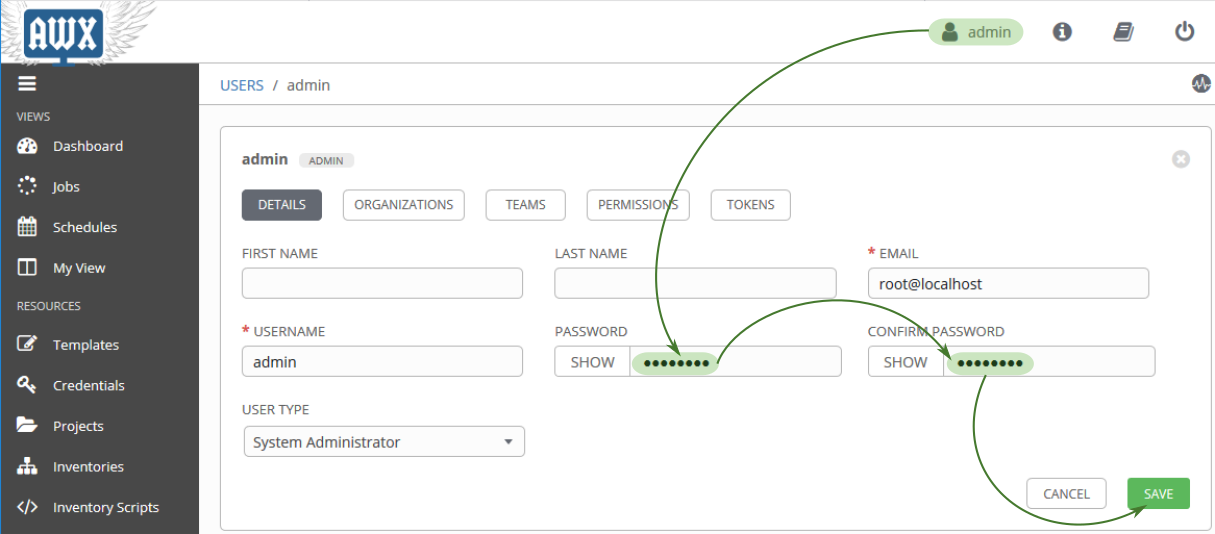 AWX
admin
USERS / admin
VIEWS
Dashboard
Jobs
Schedules
My View
RESOURCES
Templates
Credentials
Projects
Inventories
Inventory Scripts
admin ADMIN
DETAILS ORGANIZATIONS TEAMS PERMISSIONS TOKENS
FIRST NAME LAST NAME * EMAIL
root@localhost
* USERNAME PASSWORD CONFIRM PASSWORD
admin SHOW •••••••• SHOW ••••••••
USER TYPE
System Administrator
CANCEL SAVE